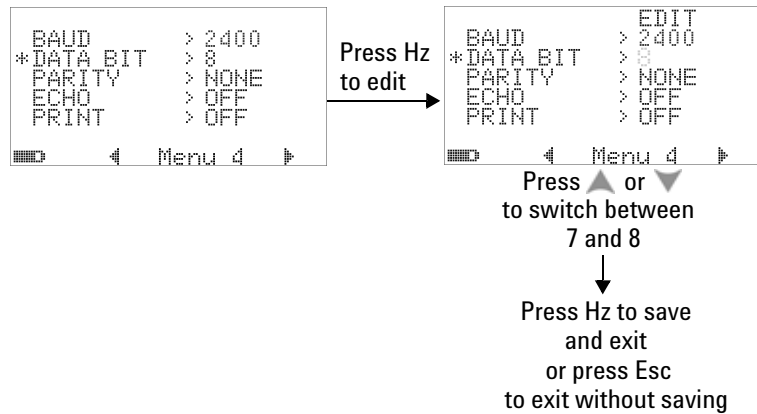 BAUD > 2400
*DATA BIT > 8
PARITY > NONE
ECHO > OFF
PRINT > OFF
Menu 4
Press Hz
to edit
EDIT
BAUD > 2400
*DATA BIT > 8
PARITY > NONE
ECHO > OFF
PRINT > OFF
Menu 4
Press ▲ or ▼
to switch between
7 and 8
Press Hz to save
and exit
or press Esc
to exit without saving